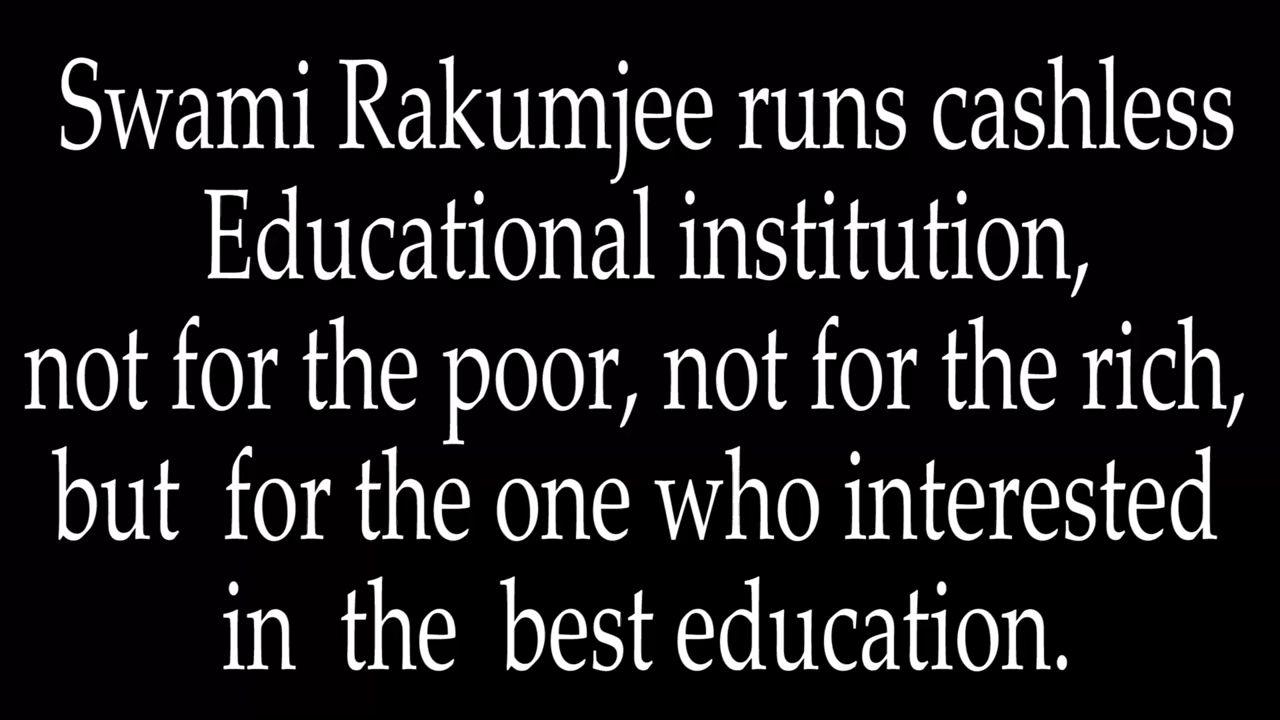 Swami Rakumjee runs cashless
Educational institution,
not for the poor, not for the rich,
but for the one who interested
in the best education.